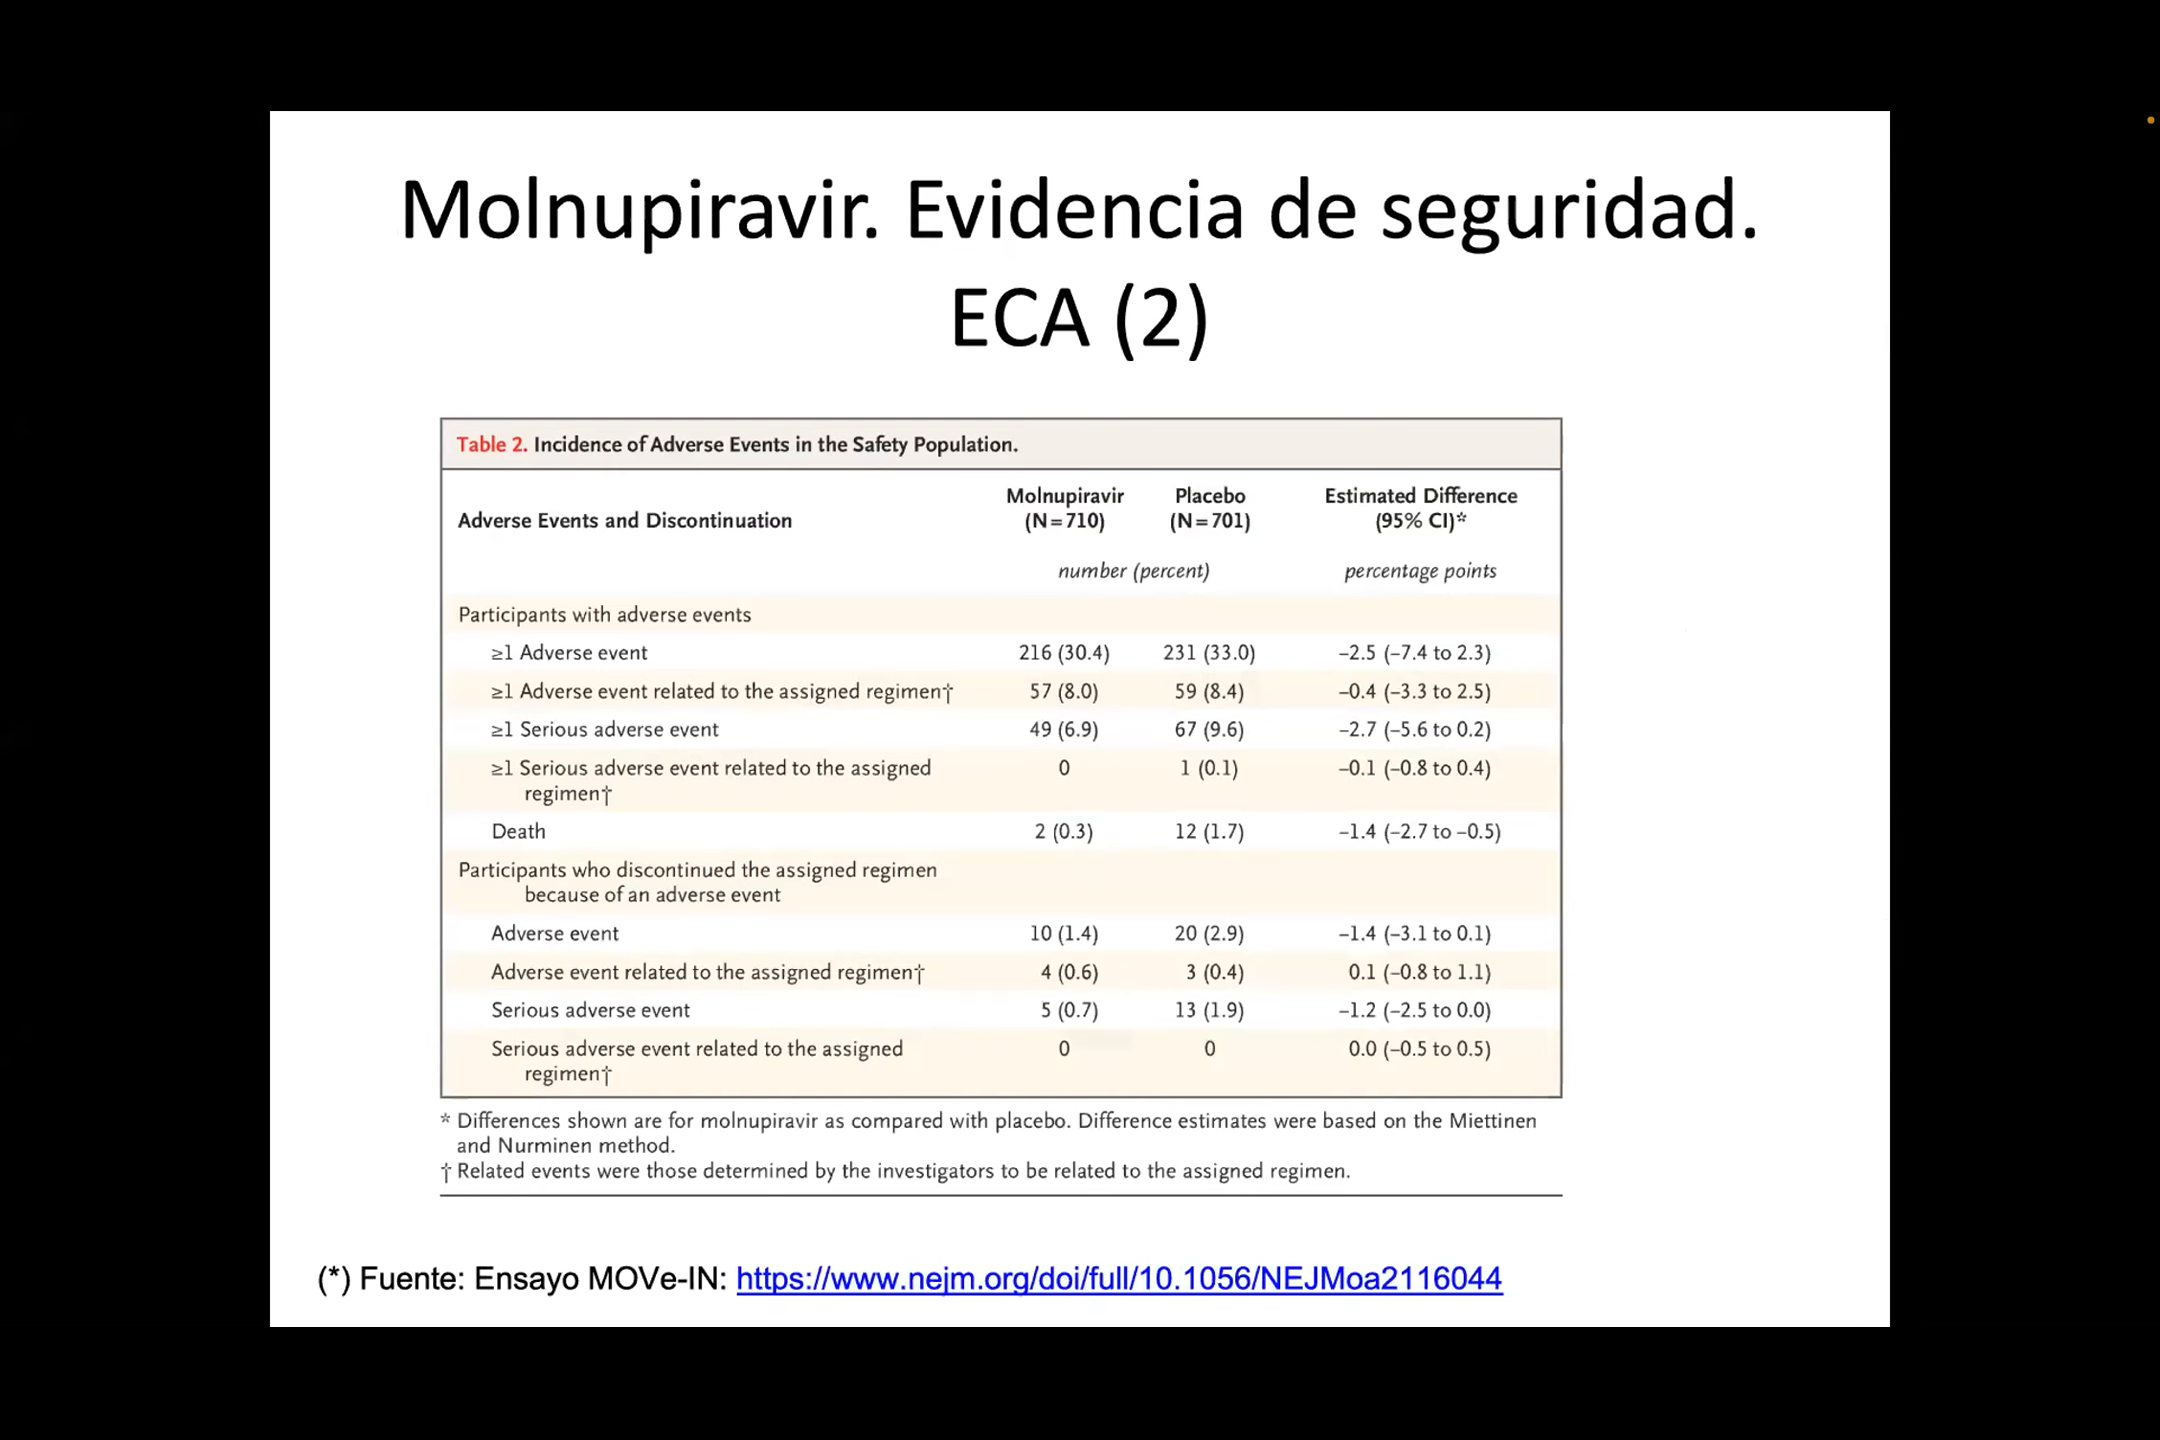 Molnupiravir. Evidencia de seguridad.
ECA (2)
Table 2. Incidence of Adverse Events in the Safety Population.
Adverse Events and Discontinuation
Molnupiravir
(N=710)
Placebo
(N=701)
Estimated Difference
(95% CI)*
number (percent)
percentage points
Participants with adverse events
≥1 Adverse event 216 (30.4) 231 (33.0) −2.5 (−7.4 to 2.3)
≥1 Adverse event related to the assigned regimen† 57 (8.0) 59 (8.4) −0.4 (−3.3 to 2.5)
≥1 Serious adverse event 49 (6.9) 67 (9.6) −2.7 (−5.6 to 0.2)
≥1 Serious adverse event related to the assigned 0 1 (0.1) −0.1 (−0.8 to 0.4)
regimen†
Death 2 (0.3) 12 (1.7) −1.4 (−2.7 to −0.5)
Participants who discontinued the assigned regimen
because of an adverse event
Adverse event 10 (1.4) 20 (2.9) −1.4 (−3.1 to 0.1)
Adverse event related to the assigned regimen† 4 (0.6) 3 (0.4) 0.1 (−0.8 to 1.1)
Serious adverse event 5 (0.7) 13 (1.9) −1.2 (−2.5 to 0.0)
Serious adverse event related to the assigned 0 0 0.0 (−0.5 to 0.5)
regimen†
* Differences shown are for molnupiravir as compared with placebo. Difference estimates were based on the Miettinen
and Nurminen method.
† Related events were those determined by the investigators to be related to the assigned regimen.
(*) Fuente: Ensayo MOVe-IN: https://www.nejm.org/doi/full/10.1056/NEJMoa2116044